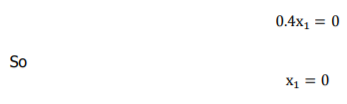 0.4x₁ = 0
So
x₁ = 0